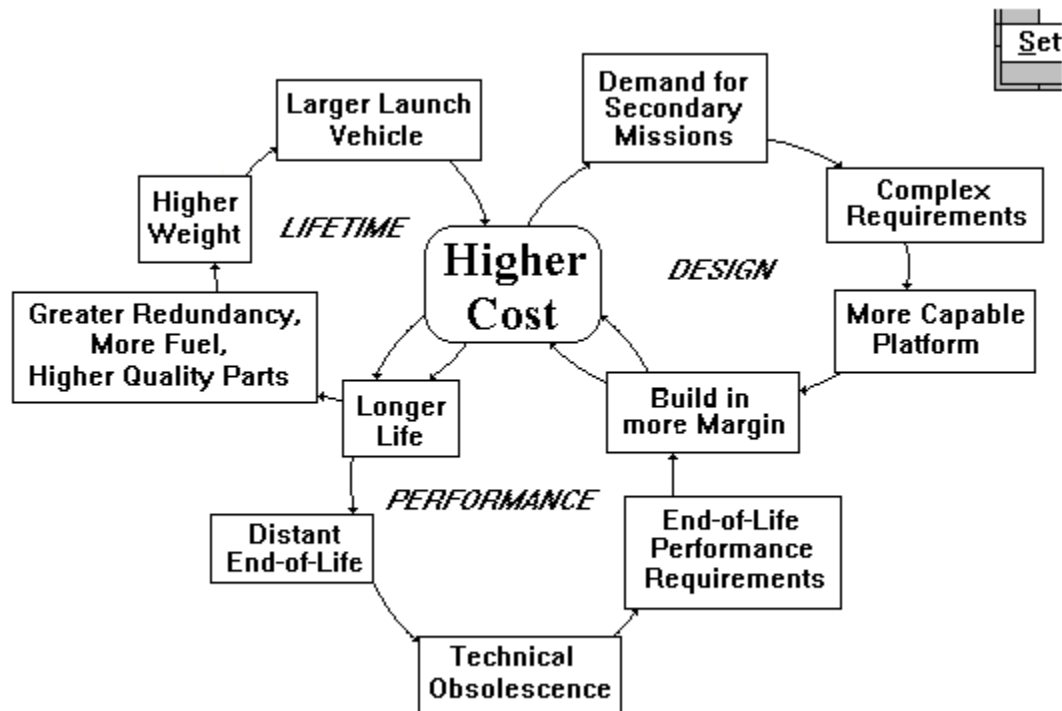 Set
Larger Launch
Vehicle
Demand for
Secondary
Missions
Higher
Weight
LIFETIME
Complex
Requirements
Higher
Cost
DESIGN
Greater Redundancy,
More Fuel,
Higher Quality Parts
More Capable
Platform
Longer
Life
Build in
more Margin
PERFORMANCE
Distant
End-of-Life
End-of-Life
Performance
Requirements
Technical
Obsolescence